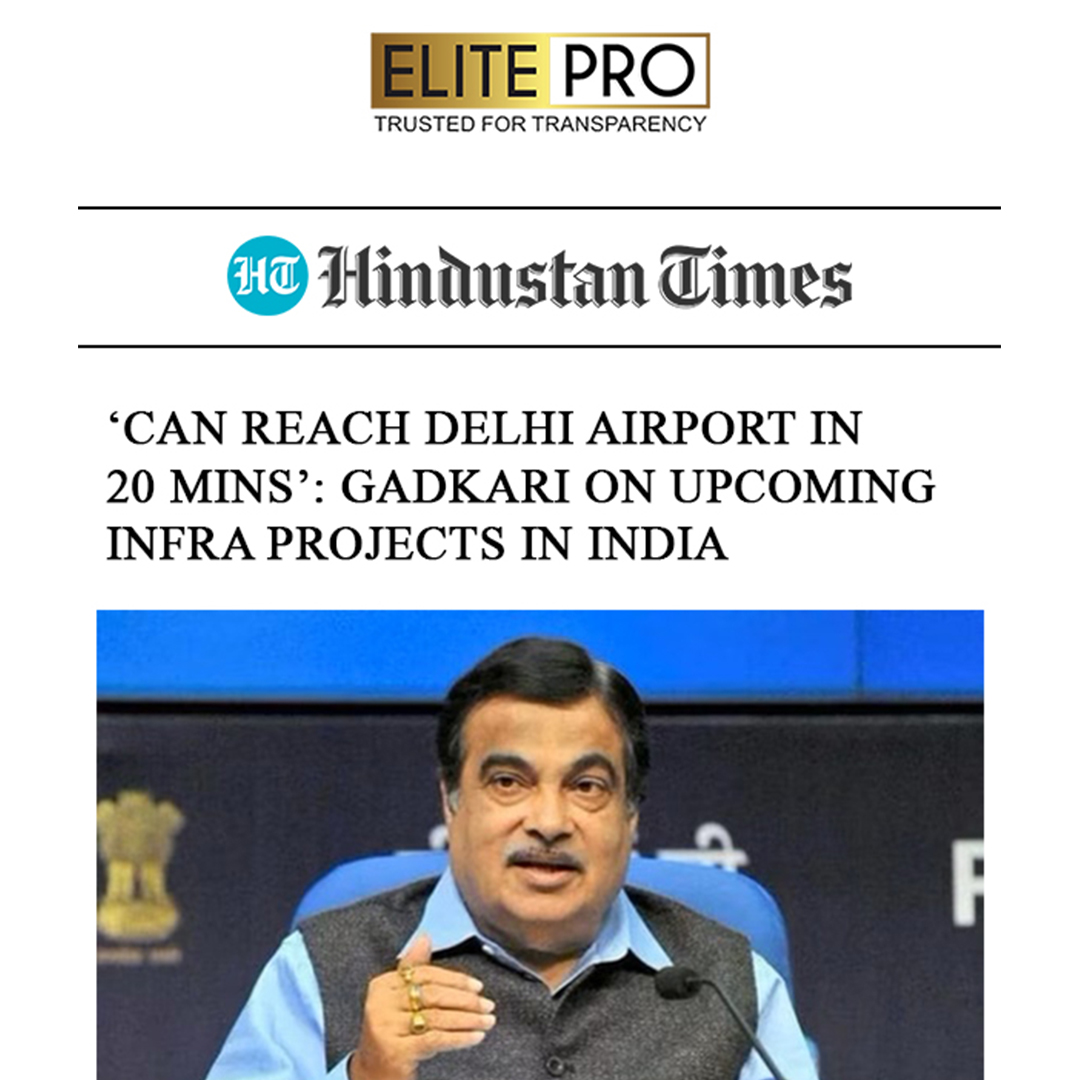 ELITE PRO
TRUSTED FOR TRANSPARENCY
HT Hindustan Times
‘CAN REACH DELHI AIRPORT IN
20 MINS’: GADKARI ON UPCOMING
INFRA PROJECTS IN INDIA